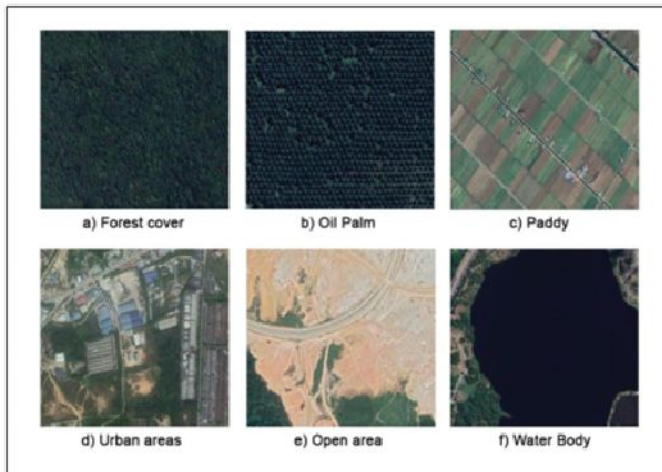 a) Forest cover
b) Oil Palm
c) Paddy
d) Urban areas
e) Open area
f) Water Body